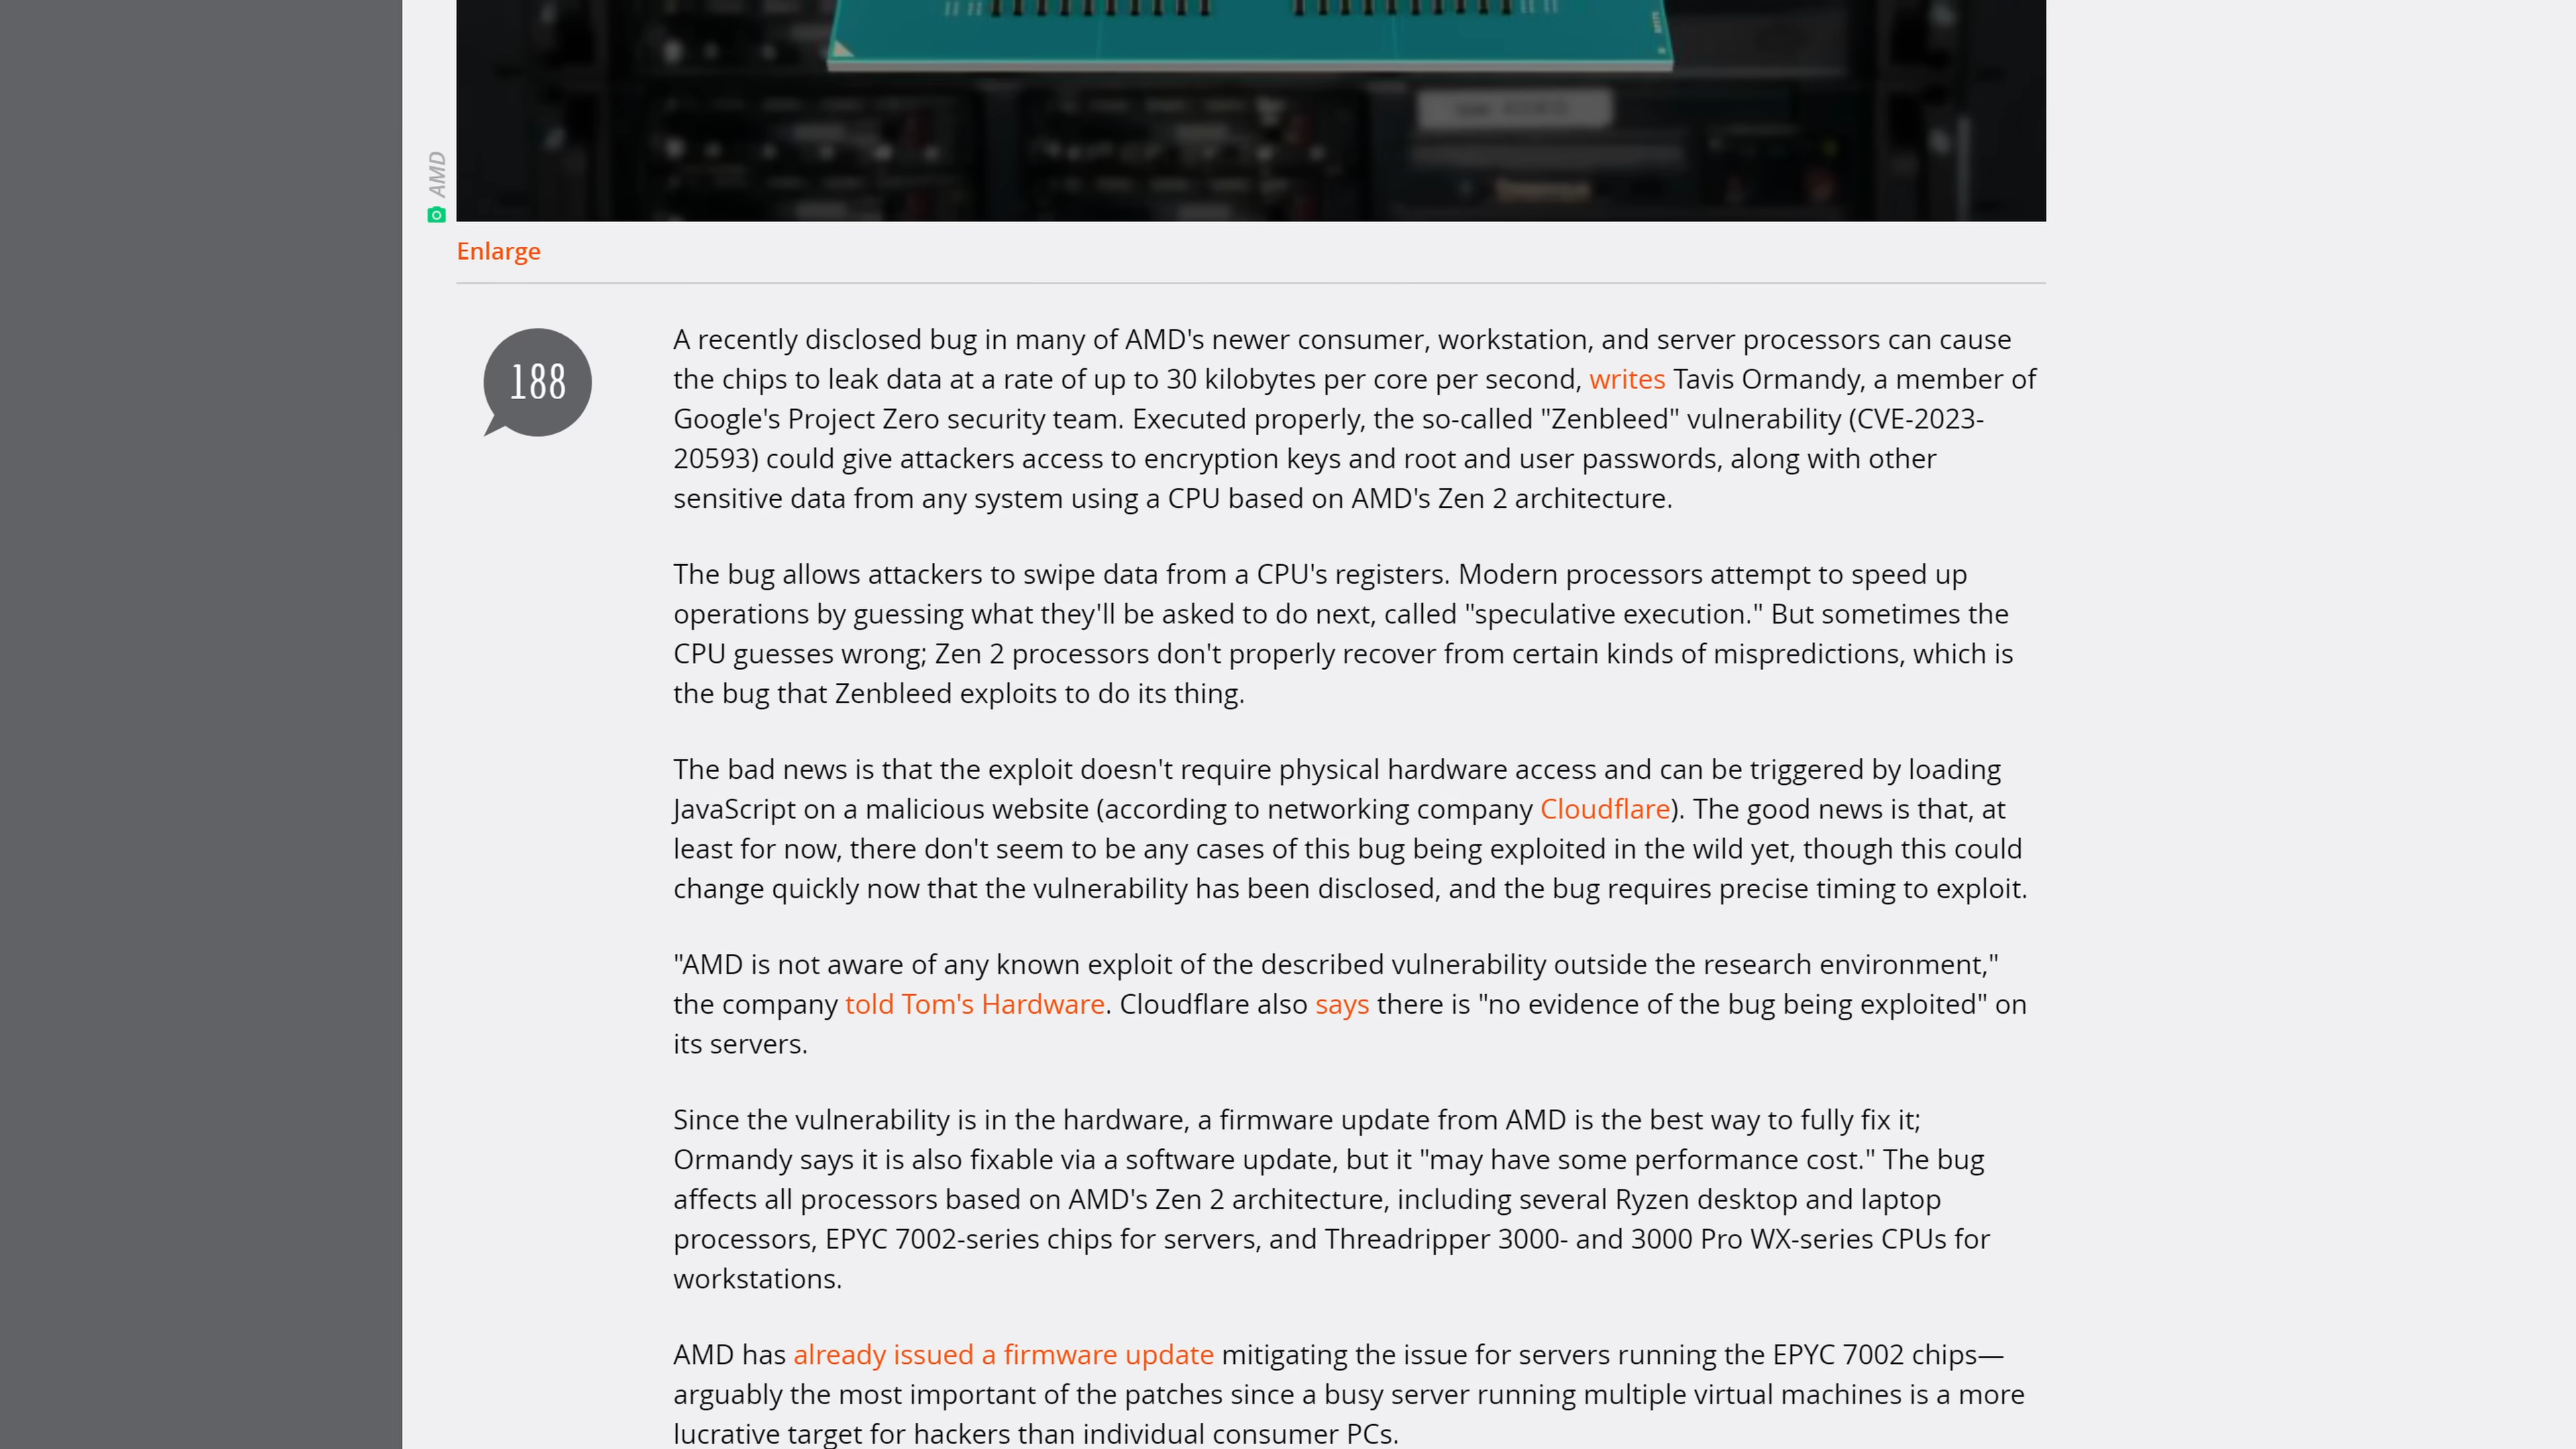 AMD
Enlarge
188
A recently disclosed bug in many of AMD's newer consumer, workstation, and server processors can cause
the chips to leak data at a rate of up to 30 kilobytes per core per second, writes Tavis Ormandy, a member of
Google's Project Zero security team. Executed properly, the so-called "Zenbleed" vulnerability (CVE-2023-
20593) could give attackers access to encryption keys and root and user passwords, along with other
sensitive data from any system using a CPU based on AMD's Zen 2 architecture.
The bug allows attackers to swipe data from a CPU's registers. Modern processors attempt to speed up
operations by guessing what they'll be asked to do next, called "speculative execution." But sometimes the
CPU guesses wrong; Zen 2 processors don't properly recover from certain kinds of mispredictions, which is
the bug that Zenbleed exploits to do its thing.
The bad news is that the exploit doesn't require physical hardware access and can be triggered by loading
JavaScript on a malicious website (according to networking company Cloudflare). The good news is that, at
least for now, there don't seem to be any cases of this bug being exploited in the wild yet, though this could
change quickly now that the vulnerability has been disclosed, and the bug requires precise timing to exploit.
"AMD is not aware of any known exploit of the described vulnerability outside the research environment,"
the company told Tom's Hardware. Cloudflare also says there is "no evidence of the bug being exploited" on
its servers.
Since the vulnerability is in the hardware, a firmware update from AMD is the best way to fully fix it;
Ormandy says it is also fixable via a software update, but it "may have some performance cost." The bug
affects all processors based on AMD's Zen 2 architecture, including several Ryzen desktop and laptop
processors, EPYC 7002-series chips for servers, and Threadripper 3000- and 3000 Pro WX-series CPUs for
workstations.
AMD has already issued a firmware update mitigating the issue for servers running the EPYC 7002 chips—
arguably the most important of the patches since a busy server running multiple virtual machines is a more
lucrative target for hackers than individual consumer PCs.